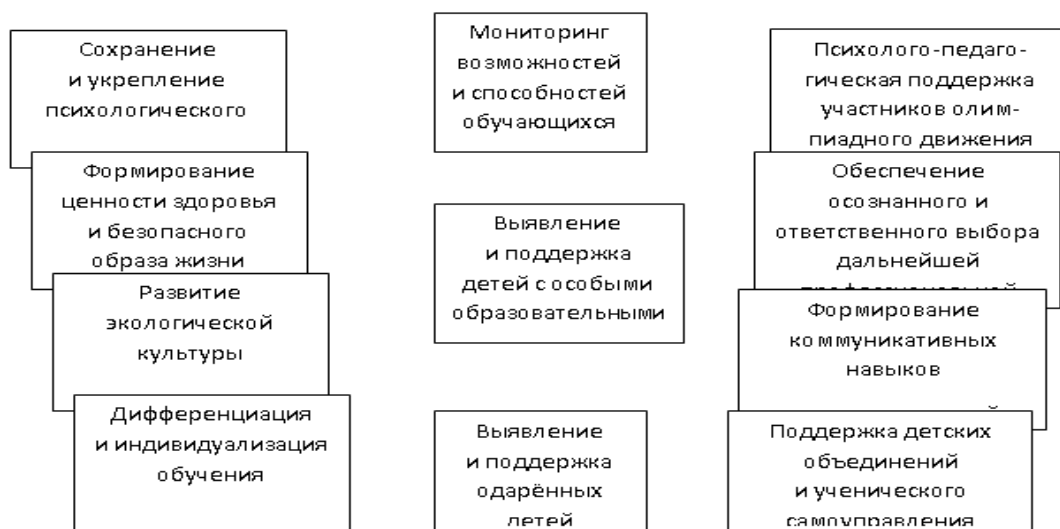 Сохранение
и укрепление
психологического
Формирование
ценности здоровья
и безопасного
образа жизни
Развитие
экологической
культуры
Дифференциация
и индивидуализация
обучения
Мониторинг
возможностей
и способностей
обучающихся
Выявление
и поддержка
детей с особыми
образовательными
Выявление
и поддержка
одарённых
детей
Психолого-педаго-
гическая поддержка
участников олим-
пиадного движения
Обеспечение
осознанного и
ответственного выбора
дальнейшей
Формирование
коммуникативных
навыков
Поддержка детских
объединений
и ученического
самоуправления